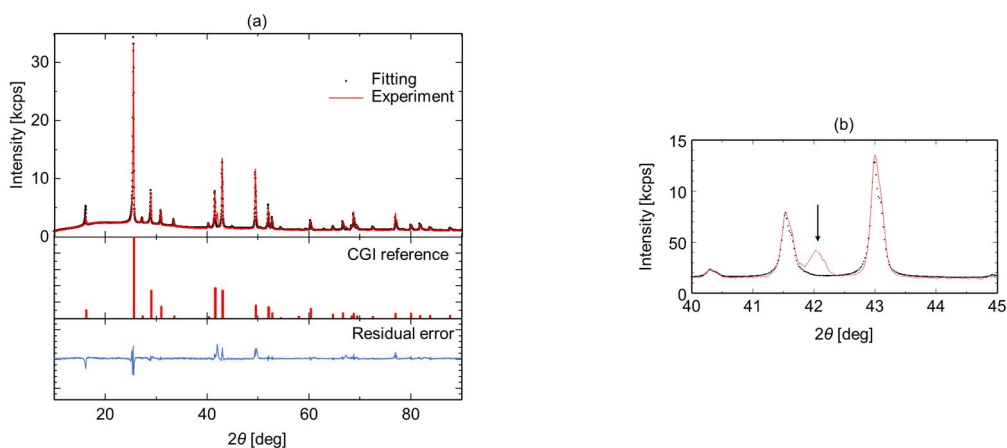 (a)
Intensity [kcps]
30
20
10
0
Fitting
Experiment
CGI reference
Residual error
20
40
60
80
2θ [deg]
(b)
Intensity [kcps]
15
10
50
0
40
41
42
43
44
45
2θ [deg]